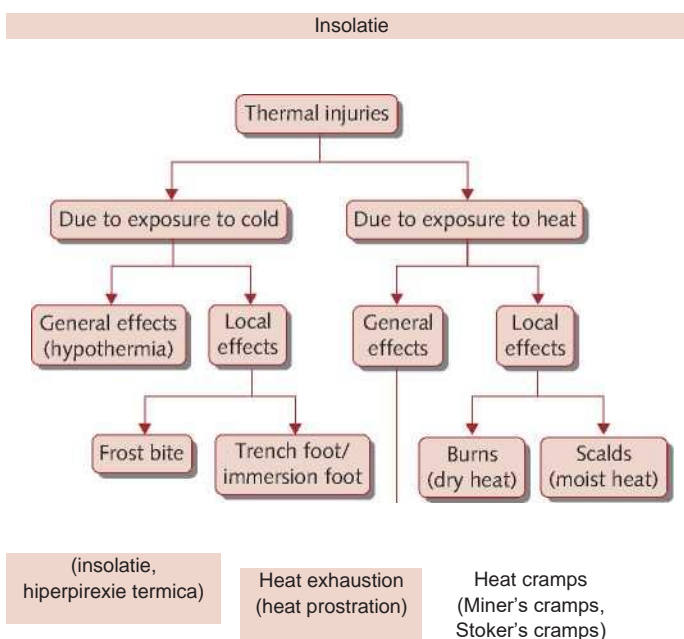 Insolatie
Thermal injuries
Due to exposure to cold
Due to exposure to heat
General effects
(hypothermia)
Local
effects
General
effects
Local
effects
Frost bite
Trench foot/
immersion foot
Burns
(dry heat)
Scalds
(moist heat)
(insolatie,
hiperpirexie termica)
Heat exhaustion
(heat prostration)
Heat cramps
(Miner's cramps,
Stoker's cramps)